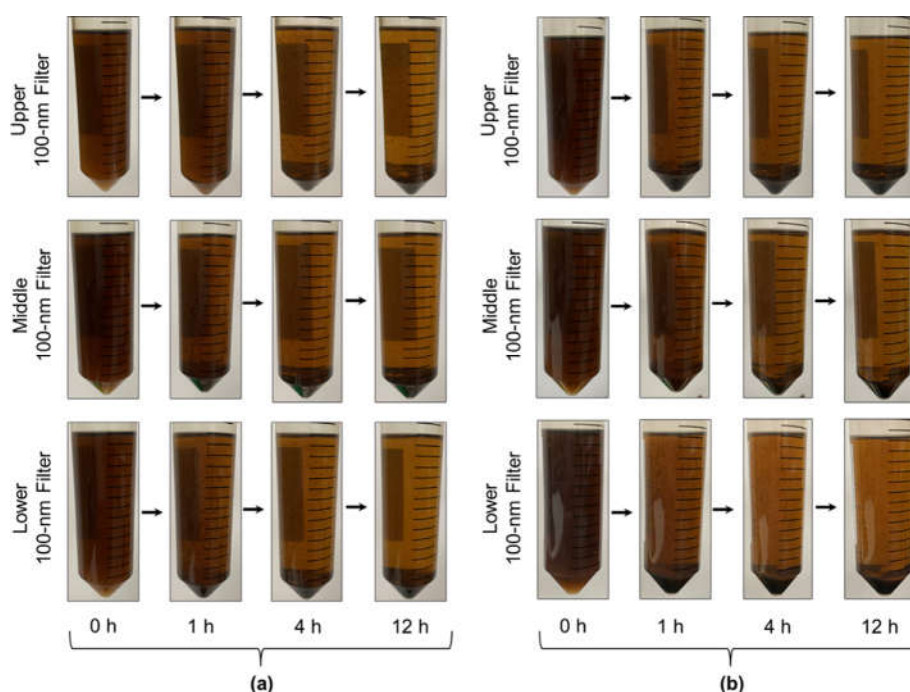 Upper
100-nm Filter
Upper
100-nm Filter
Middle
100-nm Filter
Middle
100-nm Filter
Lower
100-nm Filter
Lower
100-nm Filter
0 h 1 h 4 h 12 h
0 h 1 h 4 h 12 h
(a)
(b)